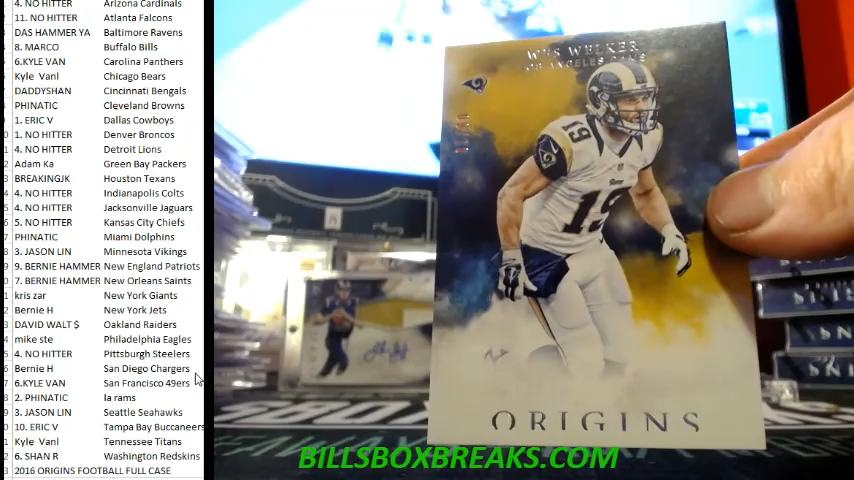 4. NO HITTER Arizona Cardinals
11. NO HITTER Atlanta Falcons
DAS HAMMER YA Baltimore Ravens
8. MARCO Buffalo Bills
6.KYLE VAN Carolina Panthers
Kyle Vanl Chicago Bears
DADDYSHAN Cincinnati Bengals
PHINATIC Cleveland Browns
1. ERIC V Dallas Cowboys
1. NO HITTER Denver Broncos
4. NO HITTER Detroit Lions
Adam Ka Green Bay Packers
BREAKINGJK Houston Texans
4. NO HITTER Indianapolis Colts
4. NO HITTER Jacksonville Jaguars
5. NO HITTER Kansas City Chiefs
PHINATIC Miami Dolphins
3. JASON LIN Minnesota Vikings
9. BERNIE HAMMER New England Patriots
7. BERNIE HAMMER New Orleans Saints
kris zar New York Giants
Bernie H New York Jets
DAVID WALT $ Oakland Raiders
mike ste Philadelphia Eagles
4. NO HITTER Pittsburgh Steelers
Bernie H San Diego Chargers
6.KYLE VAN San Francisco 49ers
2. PHINATIC la rams
3. JASON LIN Seattle Seahawks
10. ERIC V Tampa Bay Buccaneers
Kyle Vanl Tennessee Titans
6. SHAN R Washington Redskins
2016 ORIGINS FOOTBALL FULL CASE
WES WELKER
LOS ANGELES RAMS
19
19
ORIGINS
BILLSBOXBREAKS.COM